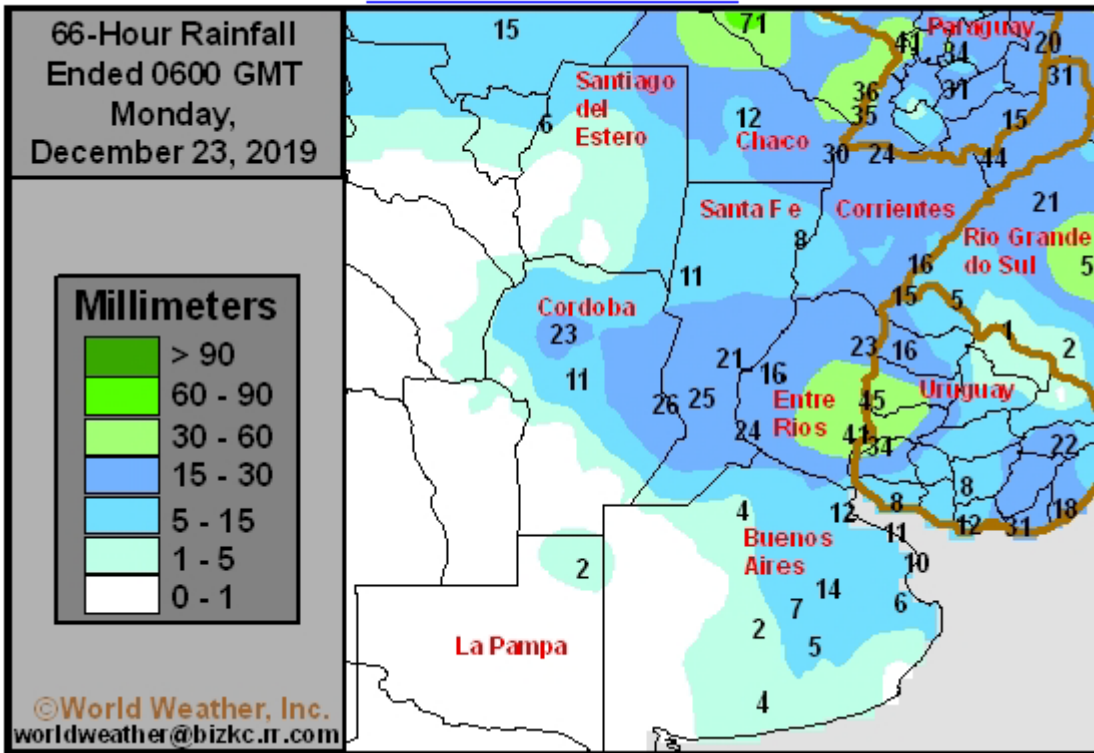 66-Hour Rainfall
Ended 0600 GMT
Monday,
December 23, 2019
Millimeters
> 90
60 - 90
30 - 60
15 - 30
5 - 15
1 - 5
0 - 1
©World Weather, Inc.
worldweather@bizkc.rr.com
15
71
41
Paraguay
34
20
31
Santiago
del
Estero
6
12
Chaco
36
35
31
15
30
24
44
Santa Fe
Corrientes
21
8
Rio Grande
do Sul
5
11
16
15
5
Cordoba
23
1
2
21
23
16
11
16
Uruguay
26
25
Entre
Rios
45
24
41
34
22
4
12
8
8
18
Buenos
Aires
11
12
31
2
10
14
7
6
2
5
La Pampa
4